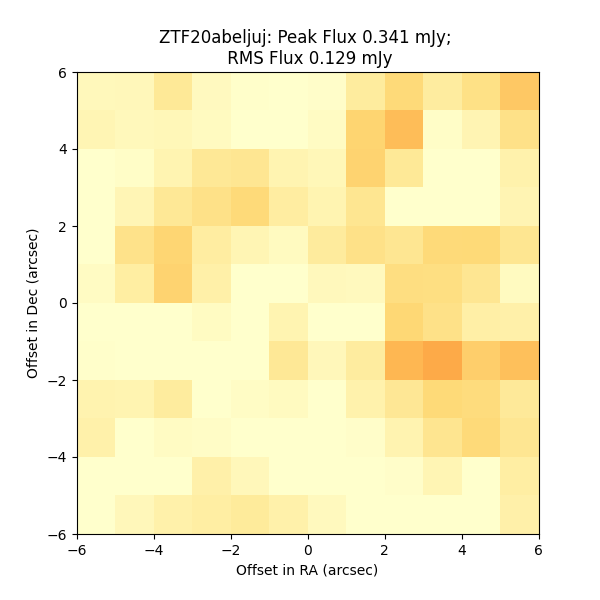 ZTF20abeljuj: Peak Flux 0.341 mJy;
RMS Flux 0.129 mJy
6
4
2
0
−2
−4
−6
Offset in Dec (arcsec)
−6 −4 −2 0 2 4 6
Offset in RA (arcsec)